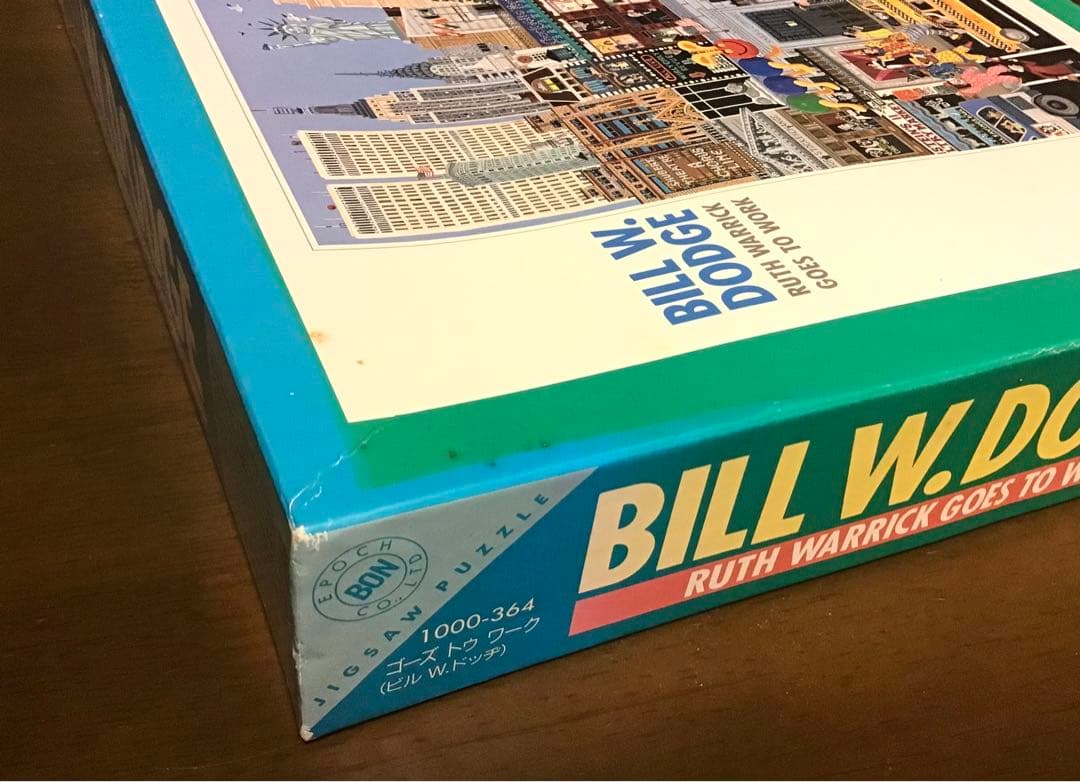 BILL W.
DODGE.
RUTH WARRICK
GOES TO WORK
BILL W. DO
RUTH WARRICK GOES TO W
EPOCH
BON
CO., LTD
JIGSAW PUZZLE
1000-364
ゴーズ トゥ ワーク
(ビル W.ドッヂ)